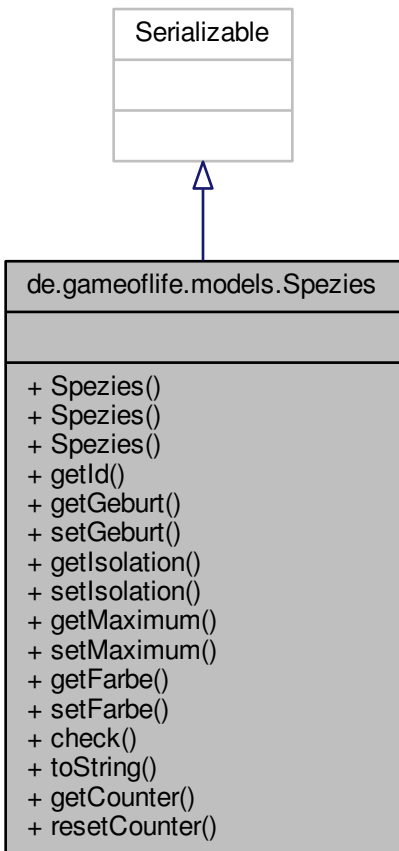 Serializable
de.gameoflife.models.Spezies
+ Spezies()
+ Spezies()
+ Spezies()
+ getId()
+ getGeburt()
+ setGeburt()
+ getIsolation()
+ setIsolation()
+ getMaximum()
+ setMaximum()
+ getFarbe()
+ setFarbe()
+ check()
+ toString()
+ getCounter()
+ resetCounter()